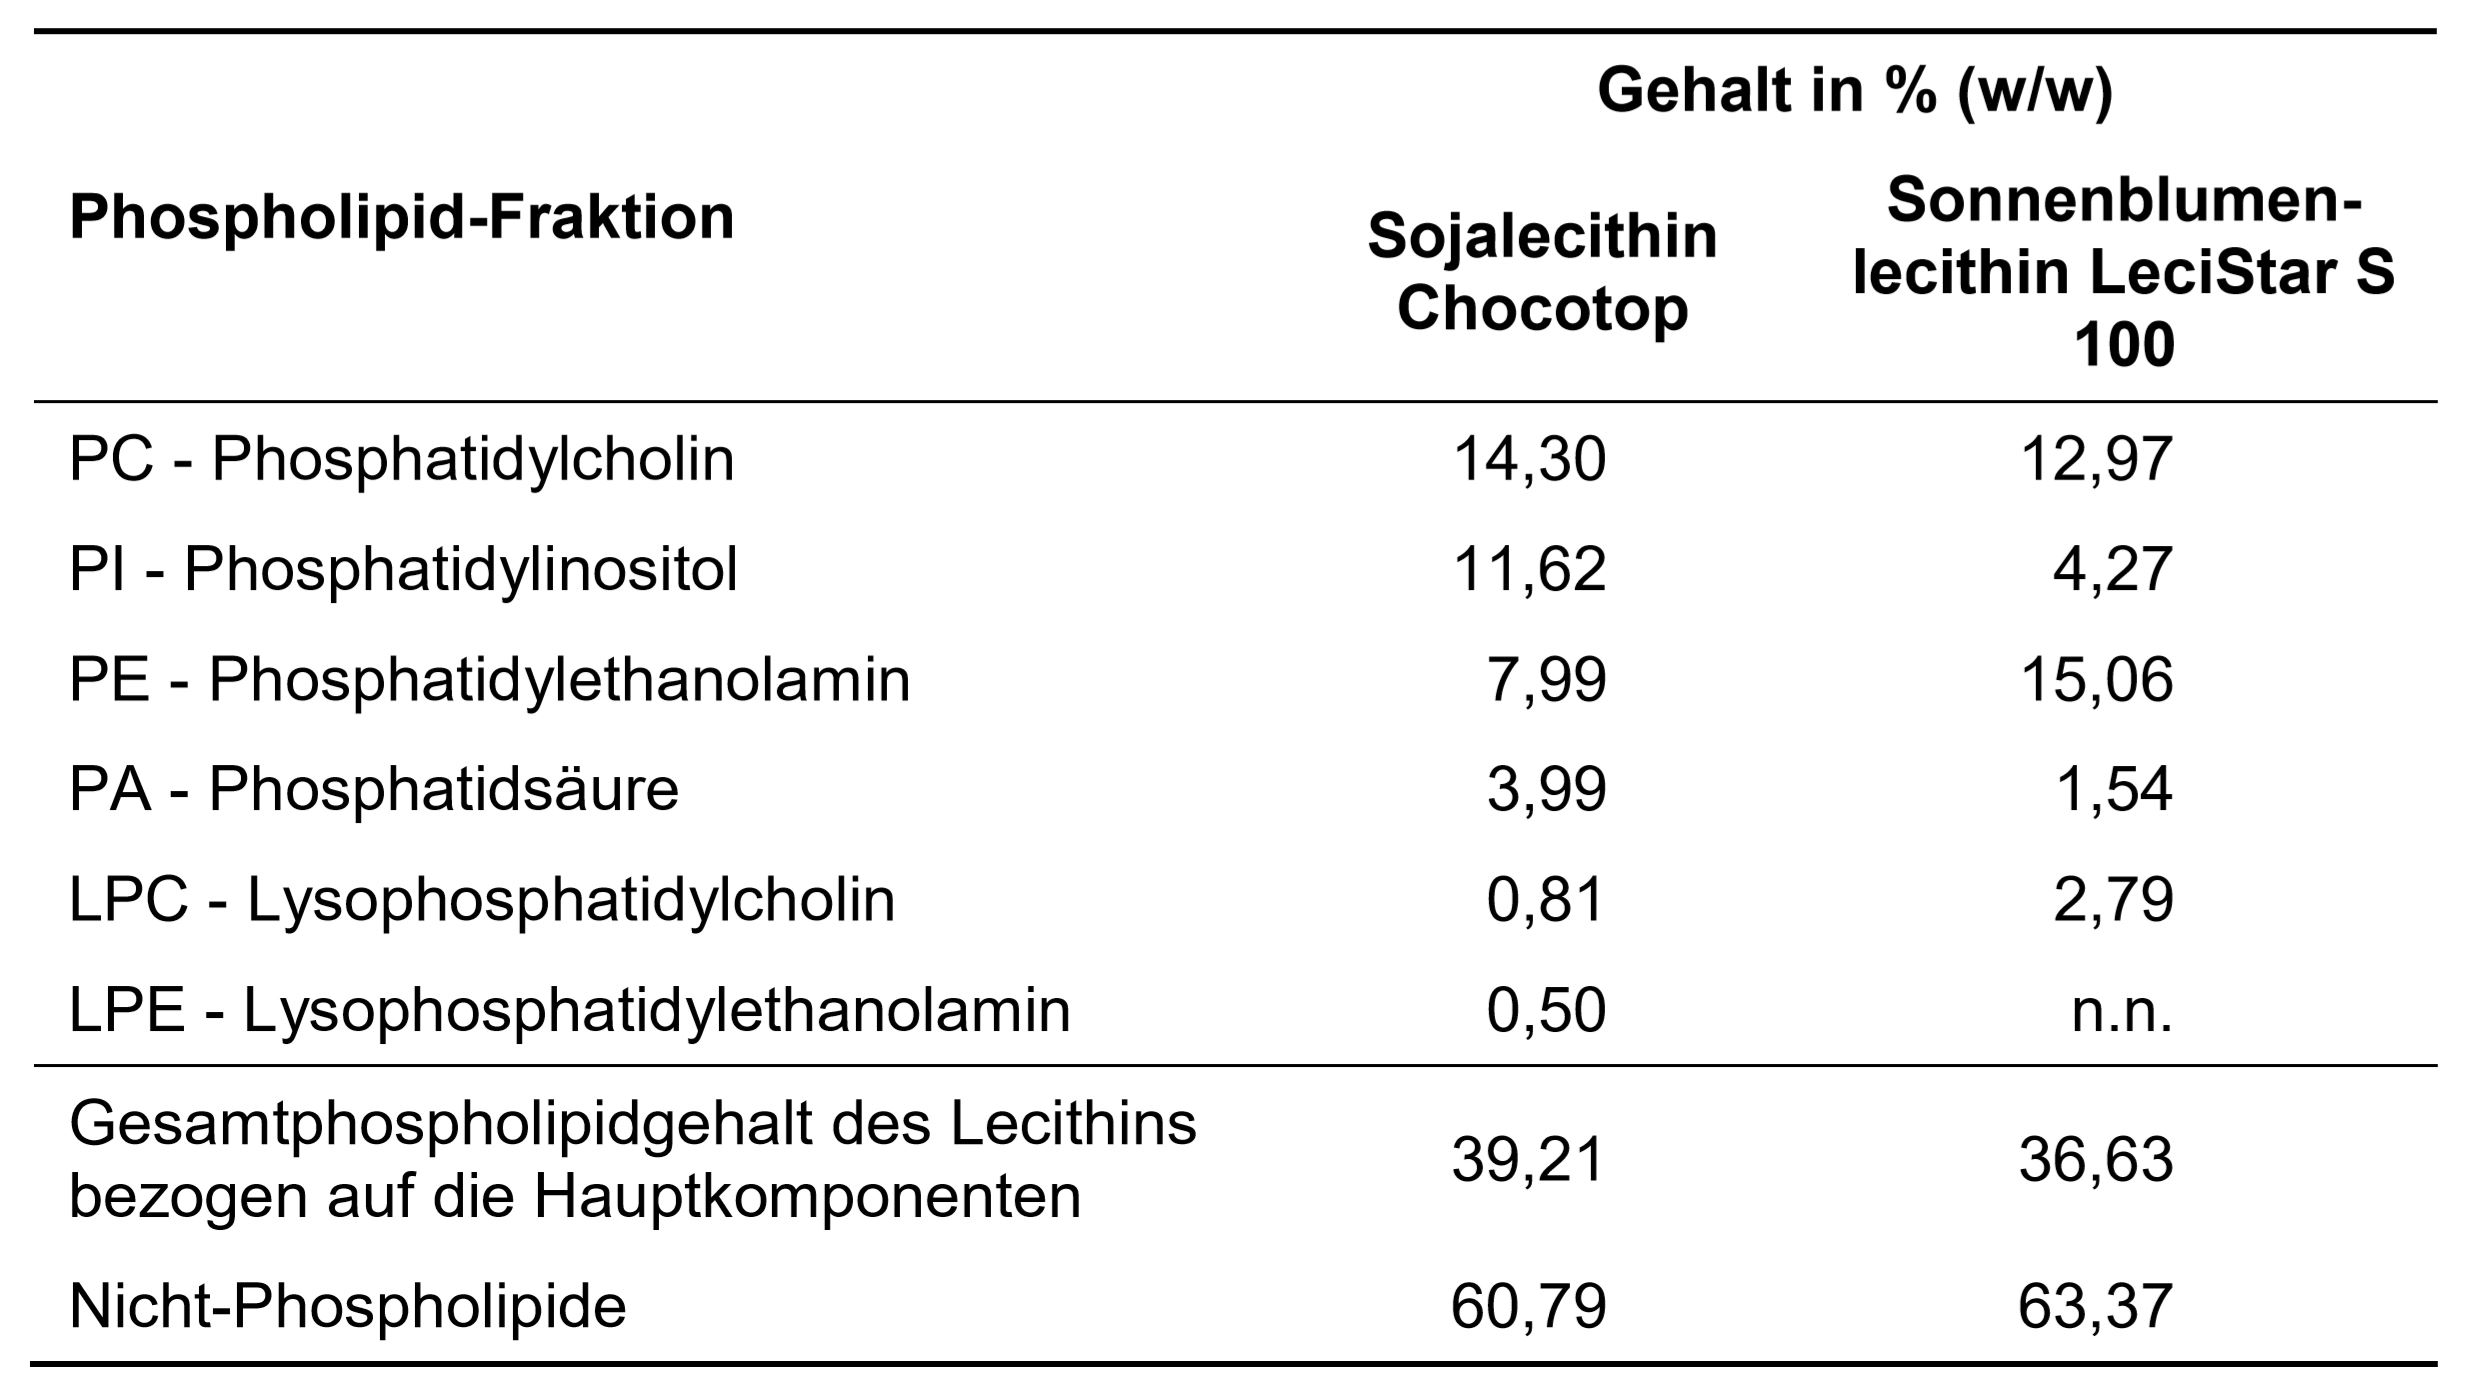 Gehalt in % (w/w)
Phospholipid-Fraktion
Sojalecithin
Chocotop
Sonnenblumen-
lecithin LeciStar S
100
PC - Phosphatidylcholin 14,30 12,97
PI - Phosphatidylinositol 11,62 4,27
PE - Phosphatidylethanolamin 7,99 15,06
PA - Phosphatidsäure 3,99 1,54
LPC - Lysophosphatidylcholin 0,81 2,79
LPE - Lysophosphatidylethanolamin 0,50 n.n.
Gesamtphospholipidgehalt des Lecithins
bezogen auf die Hauptkomponenten
39,21 36,63
Nicht-Phospholipide 60,79 63,37